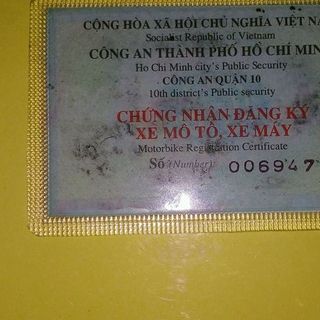 CỘNG HÒA XÃ HỘI CHỦ NGHĨA VIỆT NA
Socialist Republic of Vietnam
CÔNG AN THÀNH PHỐ HỒ CHÍ MIN
Ho Chi Minh city's Public Security
CÔNG AN QUẬN 10
10th district's Public security
CHỨNG NHẬN ĐĂNG KÝ
XE MÔ TÔ, XE MÁY
Motorbike Registration Certificate
Số (Number): 006947